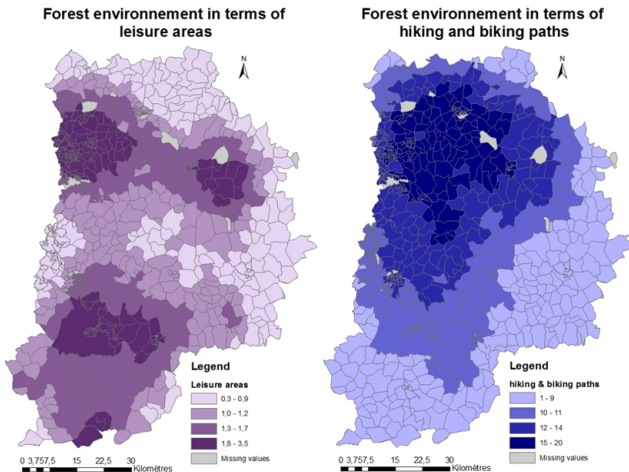 Forest environnement in terms of
leisure areas
N
Legend
Leisure areas
0,3 - 0,9
1,0 - 1,2
1,3 - 1,7
1,8 - 3,5
Missing values
0 3,757,5 15 22,5 30
Kilomètres
Forest environnement in terms of
hiking and biking paths
N
Legend
hiking & biking paths
1 - 9
10 - 11
12 - 14
15 - 20
Missing values
0 3,757,5 15 22,5 30
Kilomètres